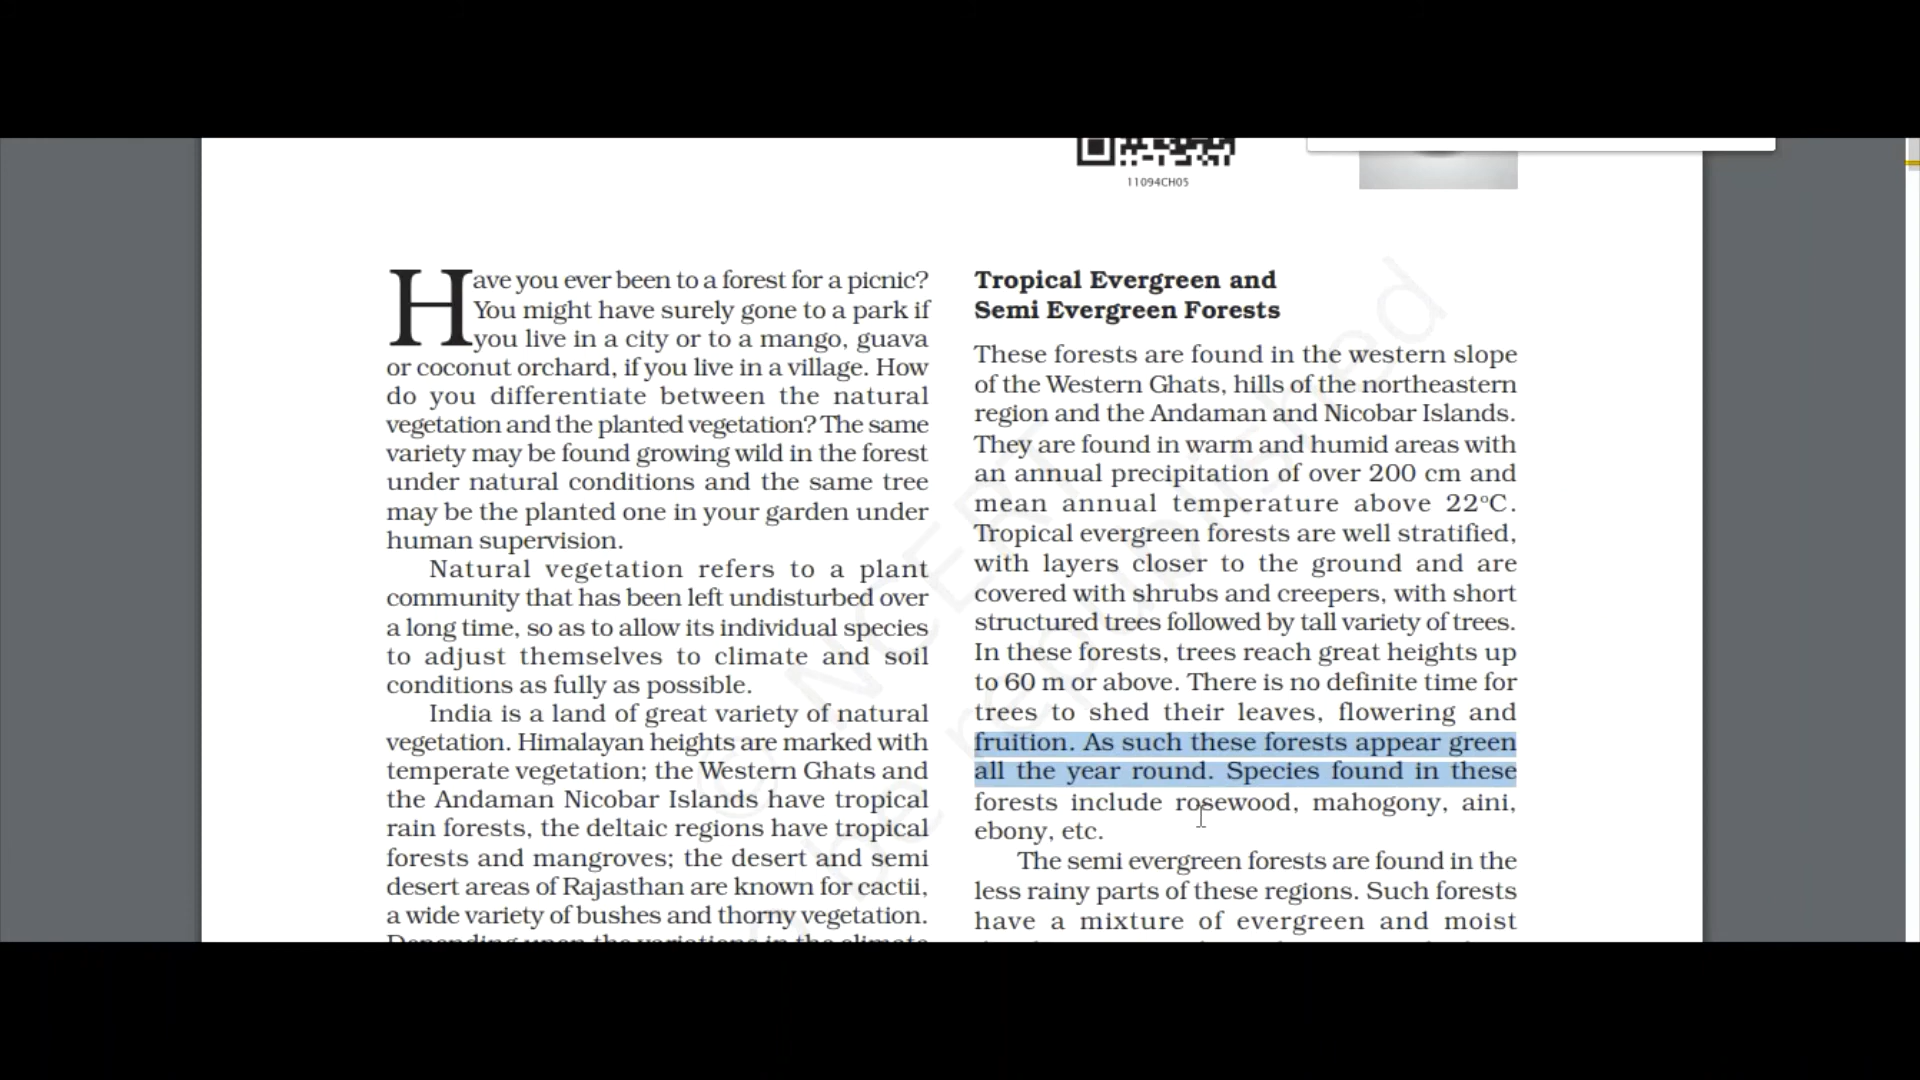 11094CH05
Have you ever been to a forest for a picnic?
You might have surely gone to a park if
you live in a city or to a mango, guava
or coconut orchard, if you live in a village. How
do you differentiate between the natural
vegetation and the planted vegetation? The same
variety may be found growing wild in the forest
under natural conditions and the same tree
may be the planted one in your garden under
human supervision.
Natural vegetation refers to a plant
community that has been left undisturbed over
a long time, so as to allow its individual species
to adjust themselves to climate and soil
conditions as fully as possible.
India is a land of great variety of natural
vegetation. Himalayan heights are marked with
temperate vegetation; the Western Ghats and
the Andaman Nicobar Islands have tropical
rain forests, the deltaic regions have tropical
forests and mangroves; the desert and semi
desert areas of Rajasthan are known for cactii,
a wide variety of bushes and thorny vegetation.
Depending upon the variations in the climate
Tropical Evergreen and
Semi Evergreen Forests
These forests are found in the western slope
of the Western Ghats, hills of the northeastern
region and the Andaman and Nicobar Islands.
They are found in warm and humid areas with
an annual precipitation of over 200 cm and
mean annual temperature above 22°C.
Tropical evergreen forests are well stratified,
with layers closer to the ground and are
covered with shrubs and creepers, with short
structured trees followed by tall variety of trees.
In these forests, trees reach great heights up
to 60 m or above. There is no definite time for
trees to shed their leaves, flowering and
fruition. As such these forests appear green
all the year round. Species found in these
forests include rosewood, mahogony, aini,
ebony, etc.
The semi evergreen forests are found in the
less rainy parts of these regions. Such forests
have a mixture of evergreen and moist
© NCERT
be republished